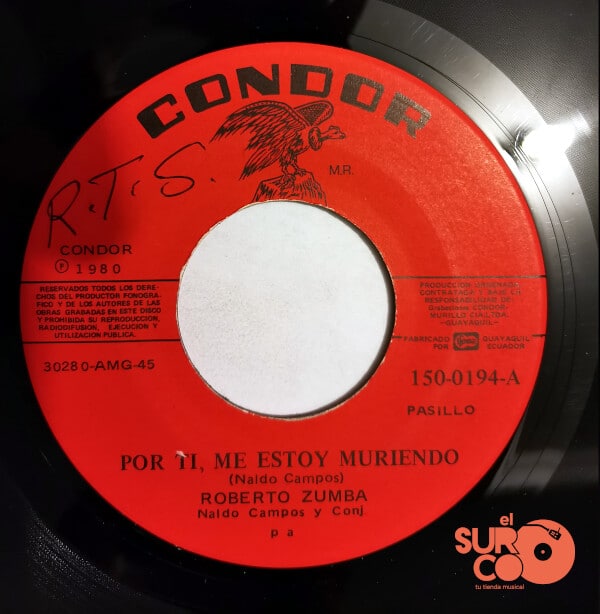 CONDOR
M.R.
R.T.S.
CONDOR
Ⓟ 1980
RESERVADOS TODOS LOS DERE-
CHOS DEL PRODUCTOR FONOGRA-
FICO Y DE LOS AUTORES DE LAS
OBRAS GRABADAS EN ESTE DISCO
Y PROHIBIDA SU REPRODUCCION,
RADIODIFUSION, EJECUCION Y
UTILIZACION PUBLICA.
30280-AMG-45
PRODUCCION ORDENADA,
CONTRATADA Y BAJO LA
RESPONSABILIDAD DE:
CONDOR
MURILLO CIA. LTDA.
-GUAYAQUIL-
FABRICADO POR
GUAYAQUIL
ECUADOR
150-0194-A
PASILLO
POR TI, ME ESTOY MURIENDO
(Naldo Campos)
ROBERTO ZUMBA
Naldo Campos y Conj.
p a
el
SURCO
tu tienda musical